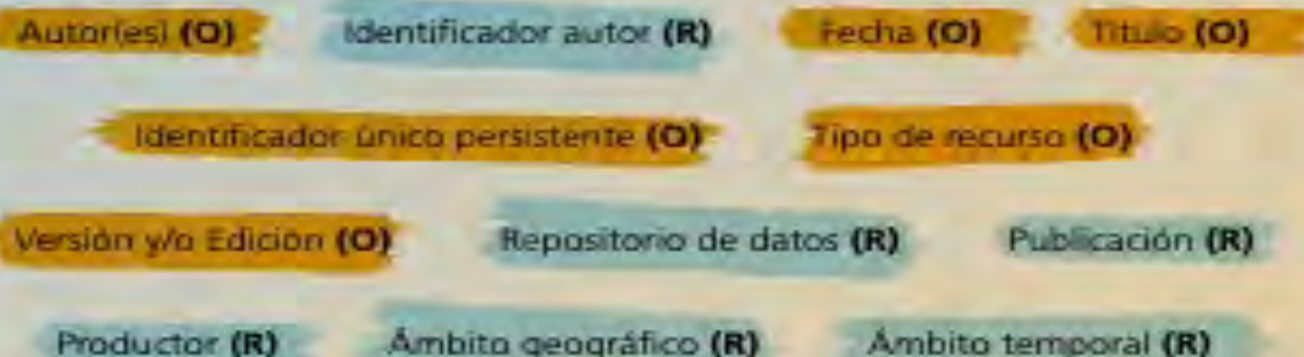 Autor(es) (O) Identificador autor (R) Fecha (O) Título (O)
Identificador único persistente (O) Tipo de recurso (O)
Versión y/o Edición (O) Repositorio de datos (R) Publicación (R)
Productor (R) Ámbito geográfico (R) Ámbito temporal (R)